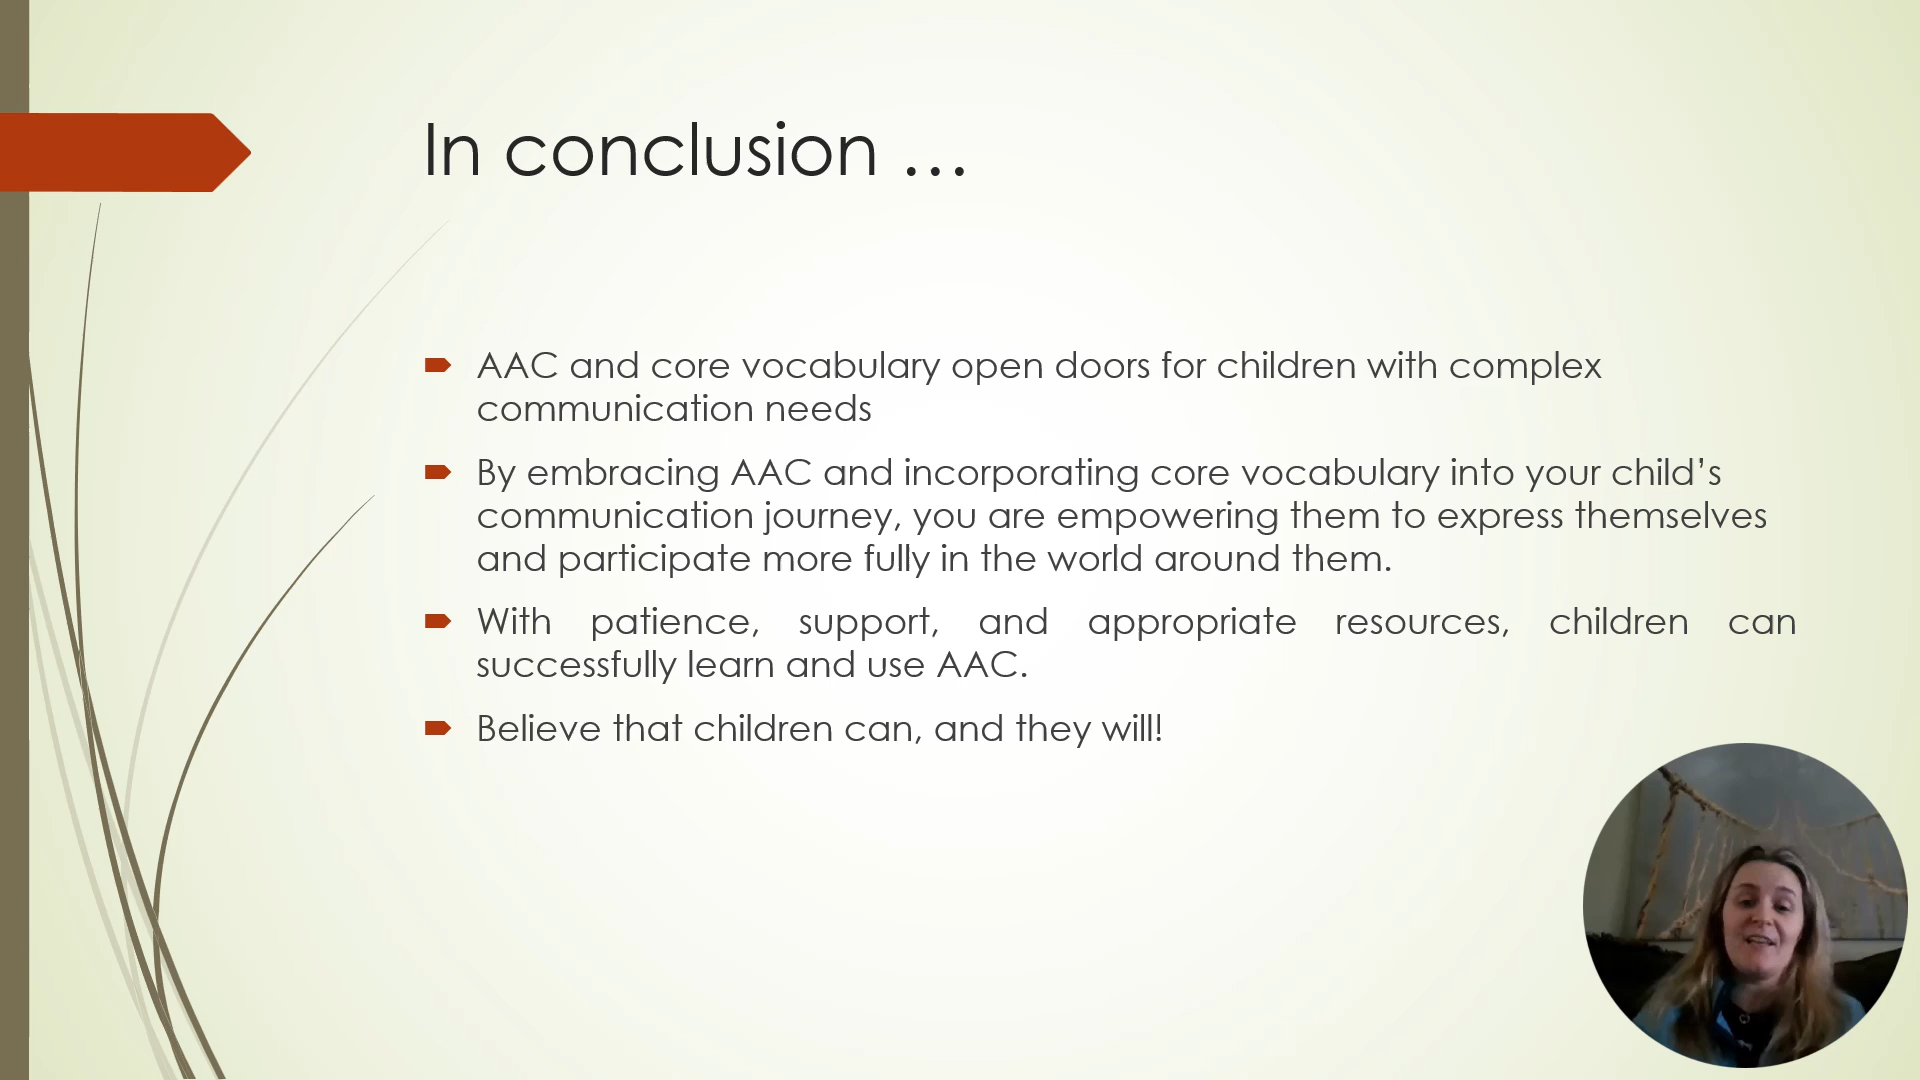 In conclusion …
AAC and core vocabulary open doors for children with complex
communication needs
By embracing AAC and incorporating core vocabulary into your child’s
communication journey, you are empowering them to express themselves
and participate more fully in the world around them.
With patience, support, and appropriate resources, children can
successfully learn and use AAC.
Believe that children can, and they will!